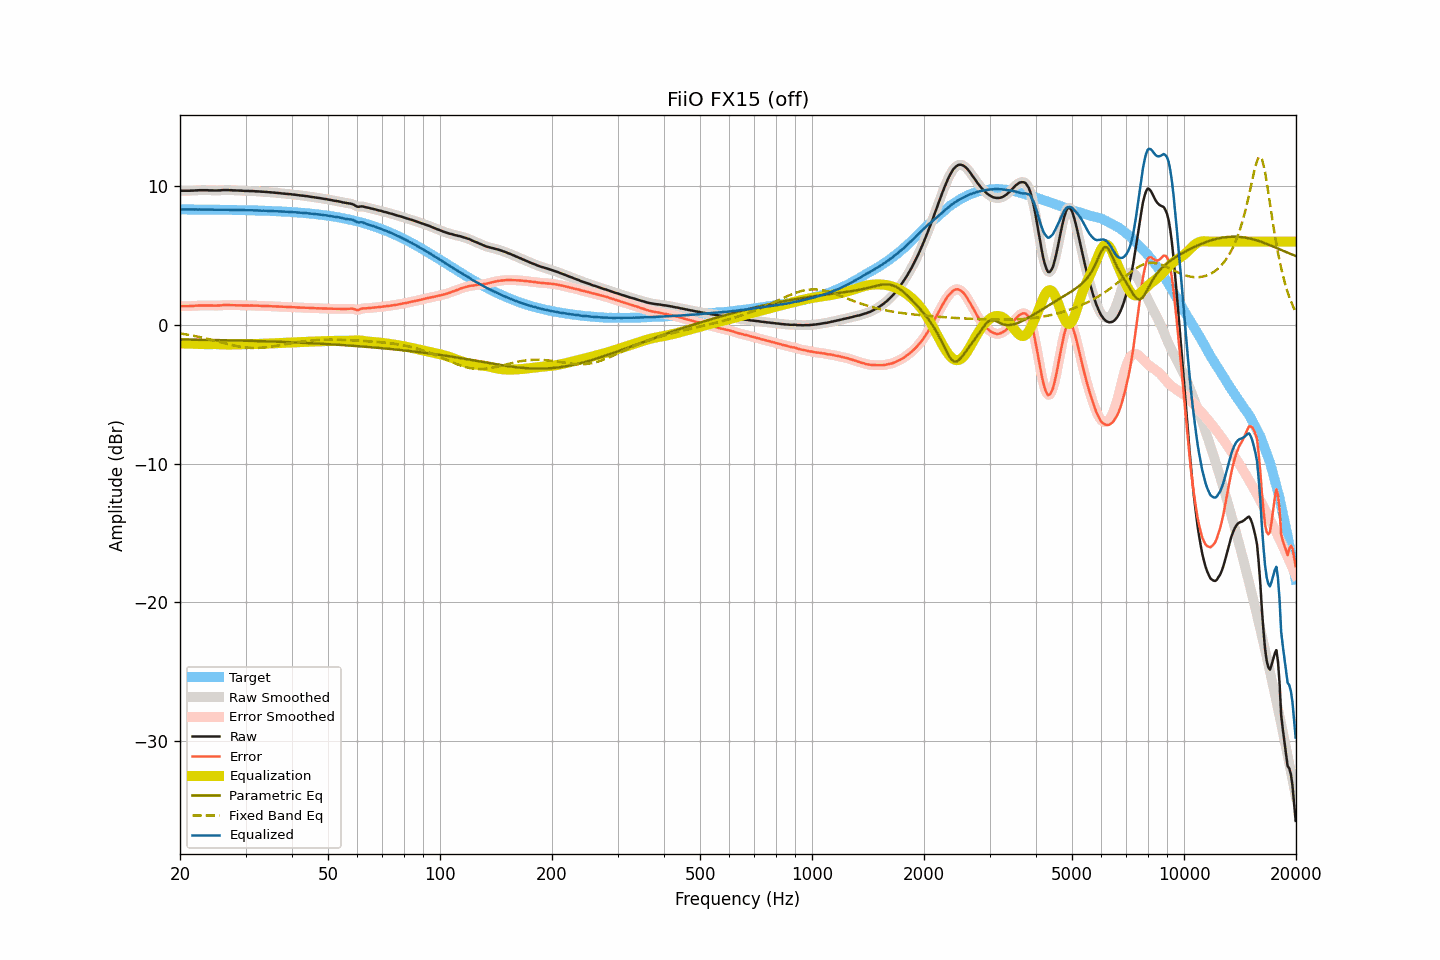 FiiO FX15 (off)
10
0
−10
−20
−30
Amplitude (dBr)
Target
Raw Smoothed
Error Smoothed
Raw
Error
Equalization
Parametric Eq
Fixed Band Eq
Equalized
20 50 100 200 500 1000 2000 5000 10000 20000
Frequency (Hz)